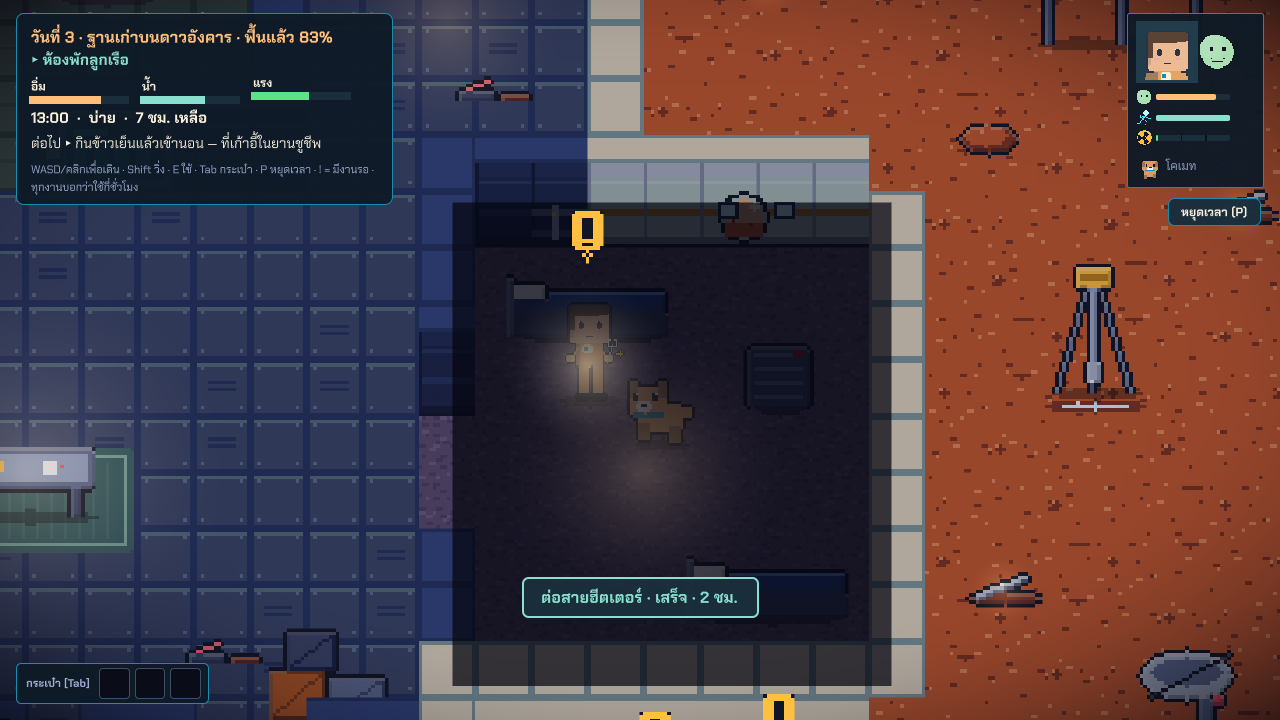 วันที่ 3 · ฐานเก่าบนดาวอังคาร · ฟื้นแล้ว 83%
▸ ห้องพักลูกเรือ
อิ่ม
น้ำ
แรง
13:00 · บ่าย · 7 ชม. เหลือ
ต่อไป ▸ กินข้าวเย็นแล้วเข้านอน — ที่เก้าอี้ในยานชูชีพ
WASD/คลิกเพื่อเดิน · Shift วิ่ง · E ใช้ · Tab กระเป๋า · P หยุดเวลา · ! = มีงานรอ ·
ทุกงานบอกว่าใช้กี่ชั่วโมง
โคเมท
หยุดเวลา (P)
ต่อสายฮีตเตอร์ · เสร็จ · 2 ชม.
กระเป๋า [Tab]